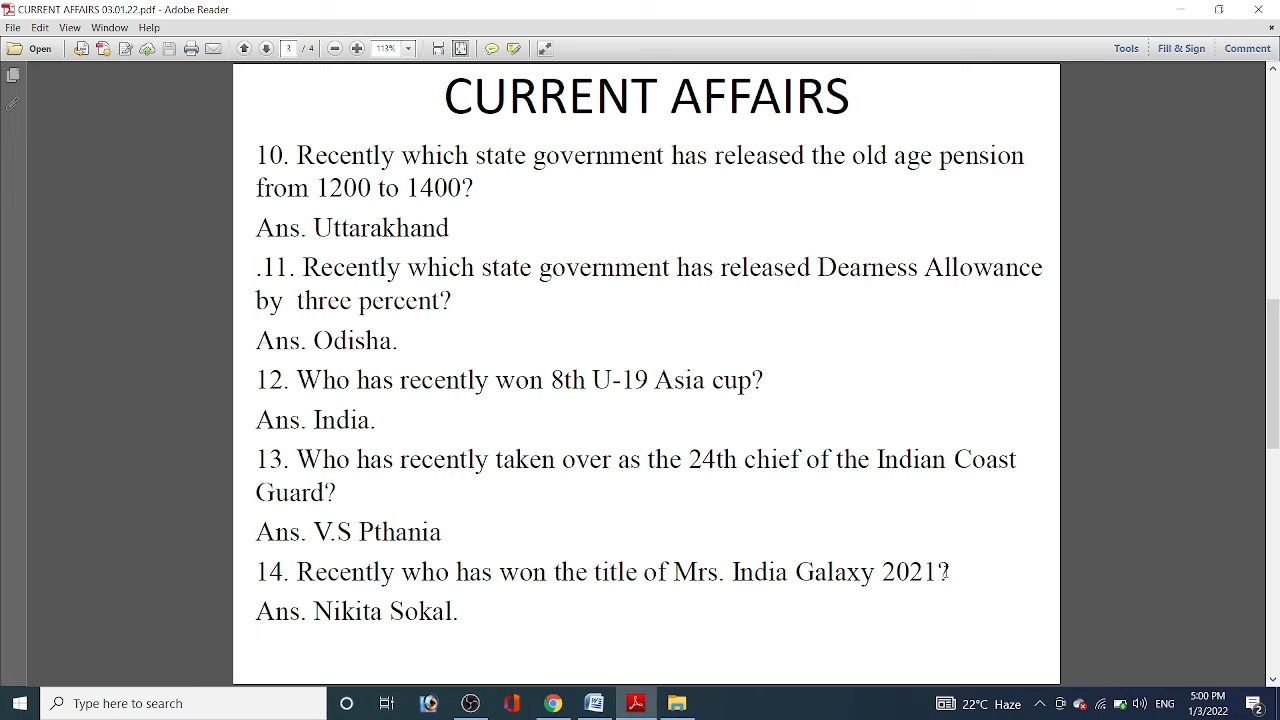 CURRENT AFFAIRS 03.01.22.pdf - Adobe Reader
File Edit View Window Help
Open 3 / 4 113% Tools Fill & Sign Comment
CURRENT AFFAIRS
10. Recently which state government has released the old age pension
from 1200 to 1400?
Ans. Uttarakhand
.11. Recently which state government has released Dearness Allowance
by three percent?
Ans. Odisha.
12. Who has recently won 8th U-19 Asia cup?
Ans. India.
13. Who has recently taken over as the 24th chief of the Indian Coast
Guard?
Ans. V.S Pthania
14. Recently who has won the title of Mrs. India Galaxy 2021?
Ans. Nikita Sokal.
Type here to search 22°C Haze ENG 5:00 PM
1/3/2022 2